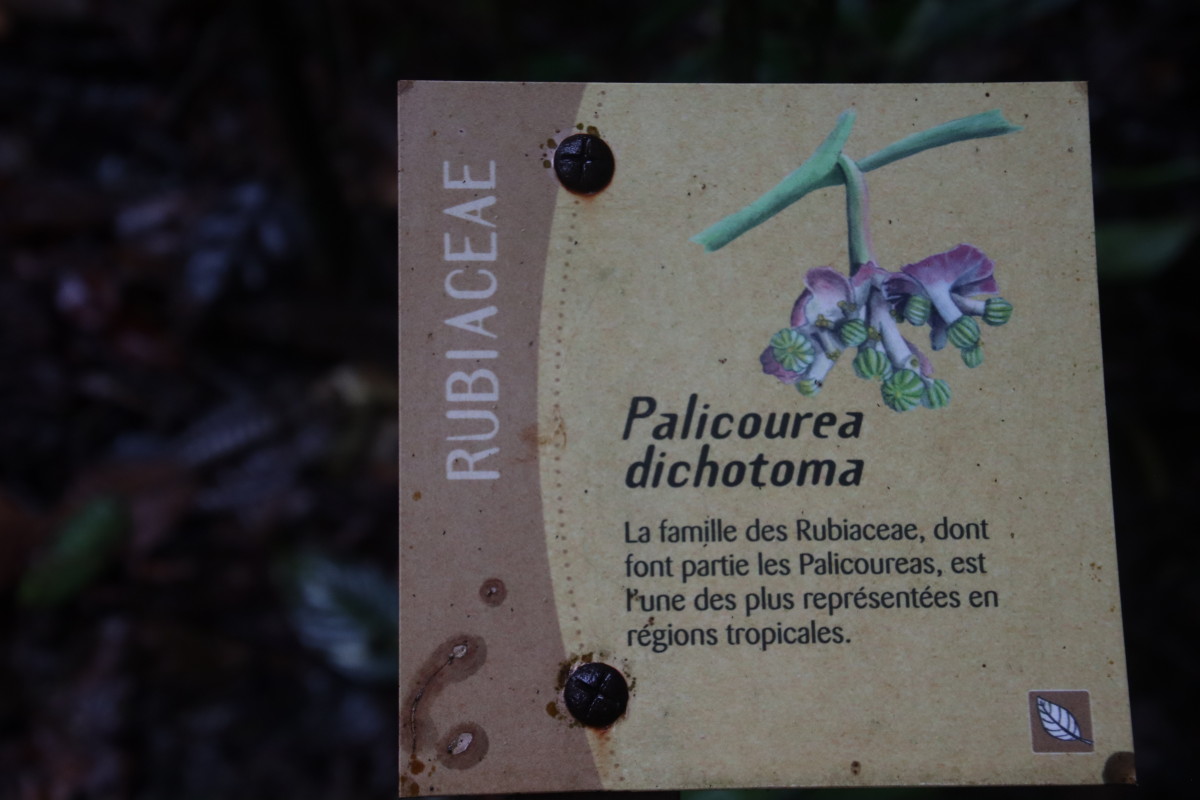 RUBIACEAE
Palicourea
dichotoma
La famille des Rubiaceae, dont
font partie les Palicoureas, est
l'une des plus représentées en
régions tropicales.